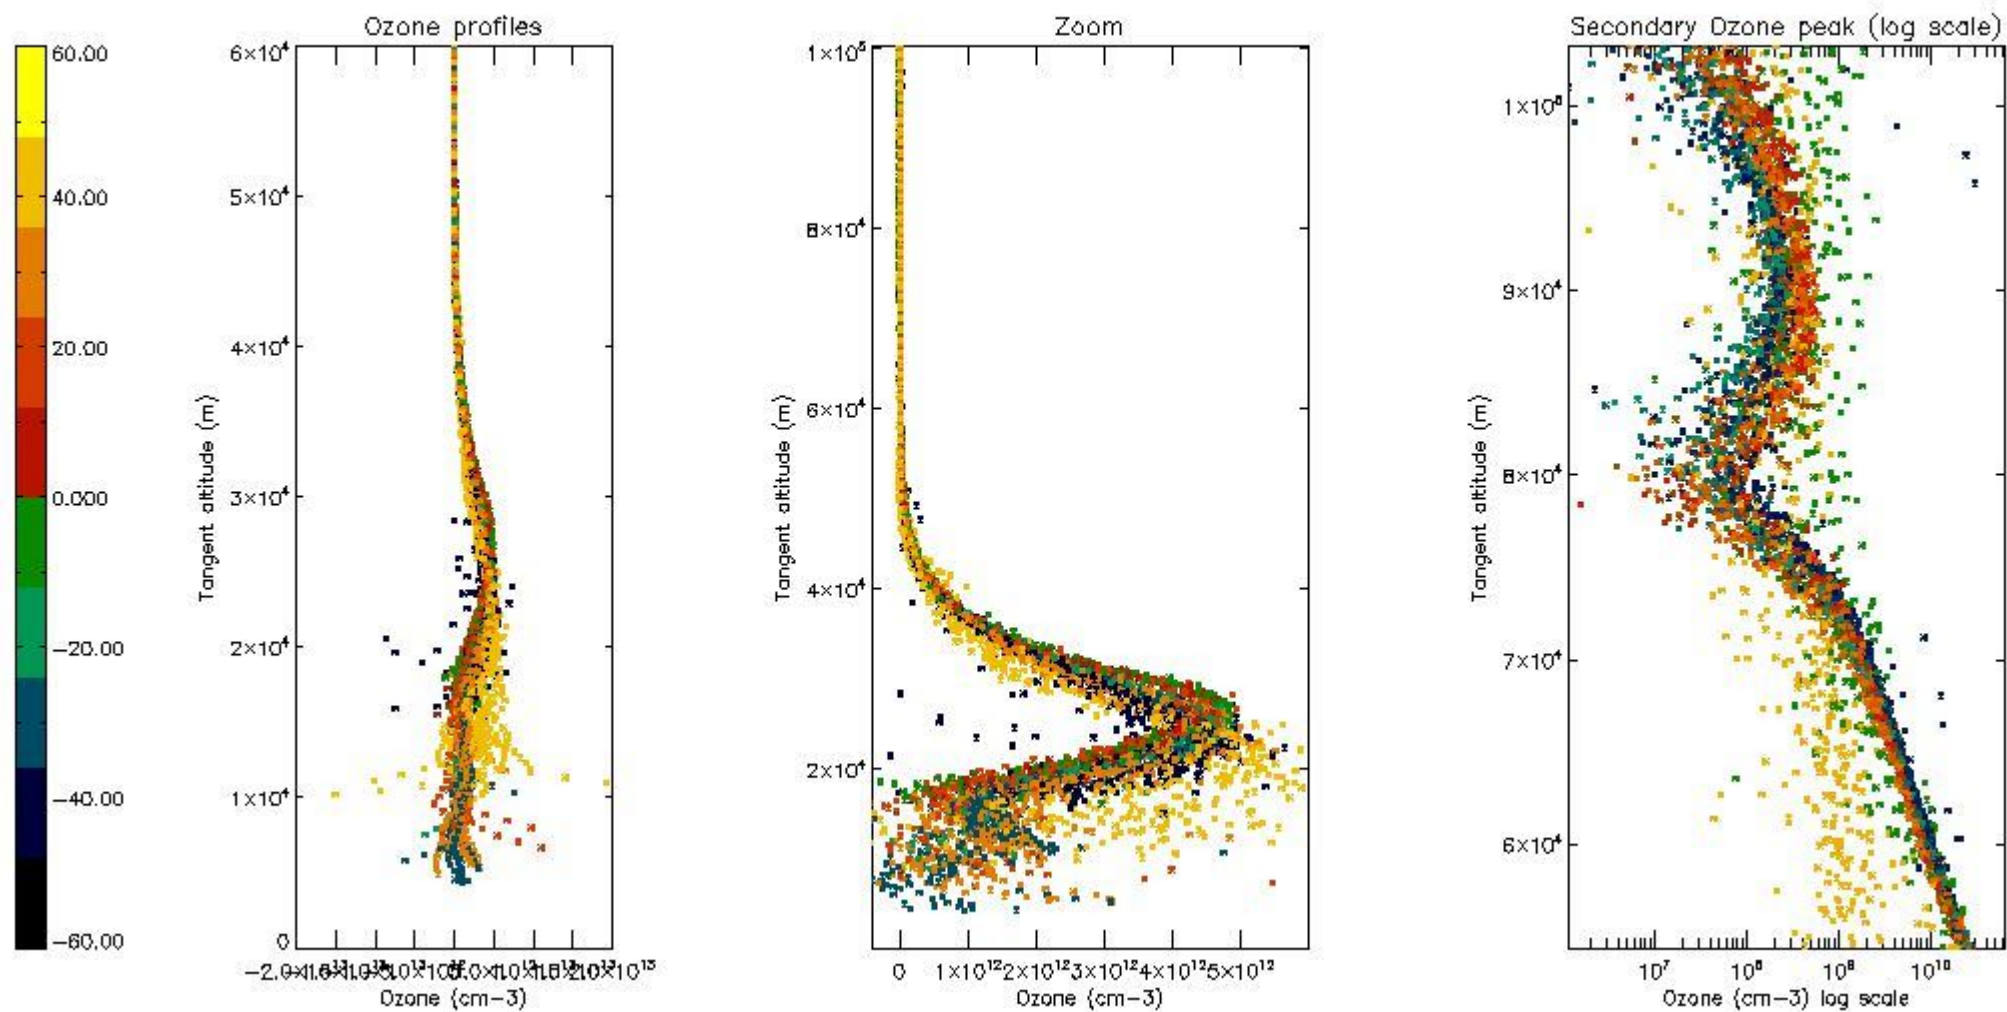 Ozone profiles
Zoom
Secondary Ozone peak (log scale)
60.00
40.00
20.00
0.000
−20.00
−40.00
−60.00
6×10⁴
5×10⁴
4×10⁴
3×10⁴
2×10⁴
1×10⁴
0
Tangent altitude (m)
Ozone (cm−3)
1×10⁵
8×10⁴
6×10⁴
4×10⁴
2×10⁴
Tangent altitude (m)
0 1×10¹² 2×10¹² 3×10¹² 4×10¹² 5×10¹²
Ozone (cm−3)
9×10⁴
8×10⁴
7×10⁴
6×10⁴
Tangent altitude (m)
10⁷ 10⁸ 10⁹ 10¹⁰
Ozone (cm−3) log scale